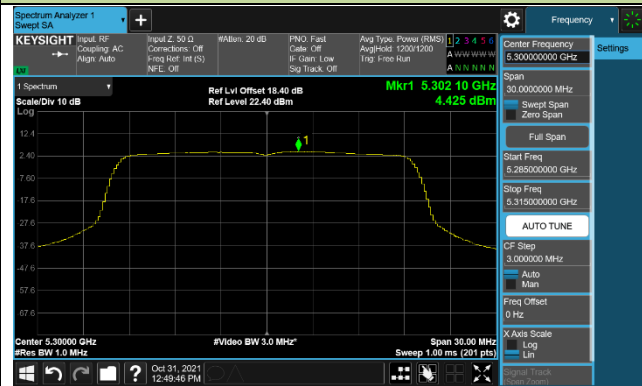 Spectrum Analyzer 1
Swept SA
Frequency
KEYSIGHT
Input: RF
Coupling: AC
Align: Auto
Input Z: 50 Ω
Corrections: Off
Freq Ref: Int (S)
NFE: Off
#Atten: 20 dB
PNO: Fast
Gate: Off
IF Gain: Low
Sig Track: Off
Avg Type: Power (RMS)
Avg|Hold: 1200/1200
Trig: Free Run
1 2 3 4 5 6
A W W W W W
A N N N N N
LM
1 Spectrum
Scale/Div 10 dB
Log
Ref Lvl Offset 18.40 dB
Ref Level 22.40 dBm
Mkr1 5.302 10 GHz
4.425 dBm
12.4
2.40
-7.60
-17.6
-27.6
-37.6
-47.6
-57.6
-67.6
1
Center 5.30000 GHz
#Res BW 1.0 MHz
#Video BW 3.0 MHz*
Span 30.00 MHz
Sweep 1.00 ms (201 pts)
Oct 31, 2021
12:49:46 PM
?
Center Frequency
5.300000000 GHz
Span
30.0000000 MHz
Swept Span
Zero Span
Full Span
Start Freq
5.285000000 GHz
Stop Freq
5.315000000 GHz
AUTO TUNE
CF Step
3.000000 MHz
Auto
Man
Freq Offset
0 Hz
X Axis Scale
Log
Lin
Signal Track
(Span Zoom)
Settings